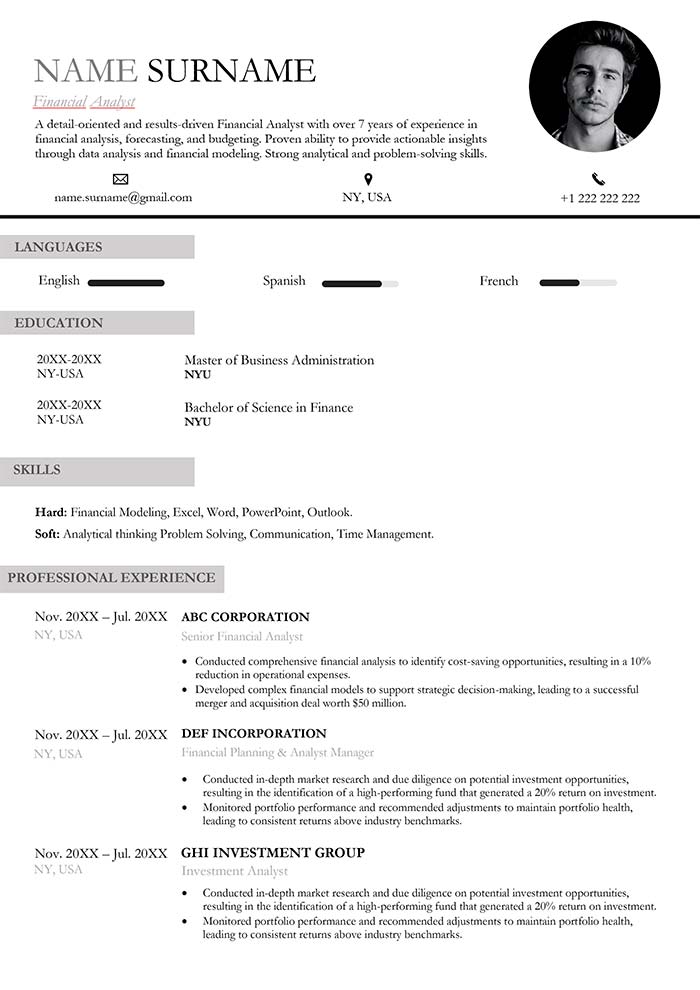 NAME SURNAME
Financial Analyst
A detail-oriented and results-driven Financial Analyst with over 7 years of experience in
financial analysis, forecasting, and budgeting. Proven ability to provide actionable insights
through data analysis and financial modeling. Strong analytical and problem-solving skills.
name.surname@gmail.com
NY, USA
+1 222 222 222
LANGUAGES
English
Spanish
French
EDUCATION
20XX-20XX
NY-USA
Master of Business Administration
NYU
20XX-20XX
NY-USA
Bachelor of Science in Finance
NYU
SKILLS
Hard: Financial Modeling, Excel, Word, PowerPoint, Outlook.
Soft: Analytical thinking Problem Solving, Communication, Time Management.
PROFESSIONAL EXPERIENCE
Nov. 20XX – Jul. 20XX
NY, USA
ABC CORPORATION
Senior Financial Analyst
• Conducted comprehensive financial analysis to identify cost-saving opportunities, resulting in a 10%
reduction in operational expenses.
• Developed complex financial models to support strategic decision-making, leading to a successful
merger and acquisition deal worth $50 million.
Nov. 20XX – Jul. 20XX
NY, USA
DEF INCORPORATION
Financial Planning & Analyst Manager
• Conducted in-depth market research and due diligence on potential investment opportunities,
resulting in the identification of a high-performing fund that generated a 20% return on investment.
• Monitored portfolio performance and recommended adjustments to maintain portfolio health,
leading to consistent returns above industry benchmarks.
Nov. 20XX – Jul. 20XX
NY, USA
GHI INVESTMENT GROUP
Investment Analyst
• Conducted in-depth market research and due diligence on potential investment opportunities,
resulting in the identification of a high-performing fund that generated a 20% return on investment.
• Monitored portfolio performance and recommended adjustments to maintain portfolio health,
leading to consistent returns above industry benchmarks.